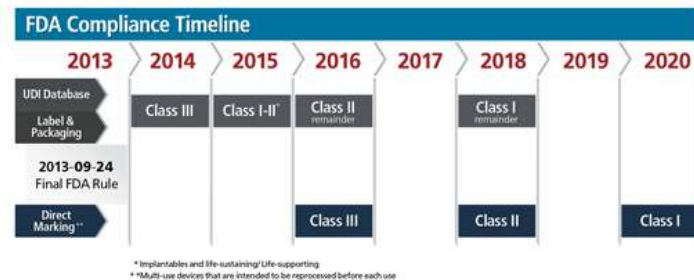 FDA Compliance Timeline
2013 2014 2015 2016 2017 2018 2019 2020
UDI Database
Label &
Packaging
Class III
Class I-II*
Class II
remainder
Class I
remainder
2013-09-24
Final FDA Rule
Direct
Marking**
Class III
Class II
Class I
* Implantables and life-sustaining/Life-supporting
* *Multi-use devices that are intended to be reprocessed before each use